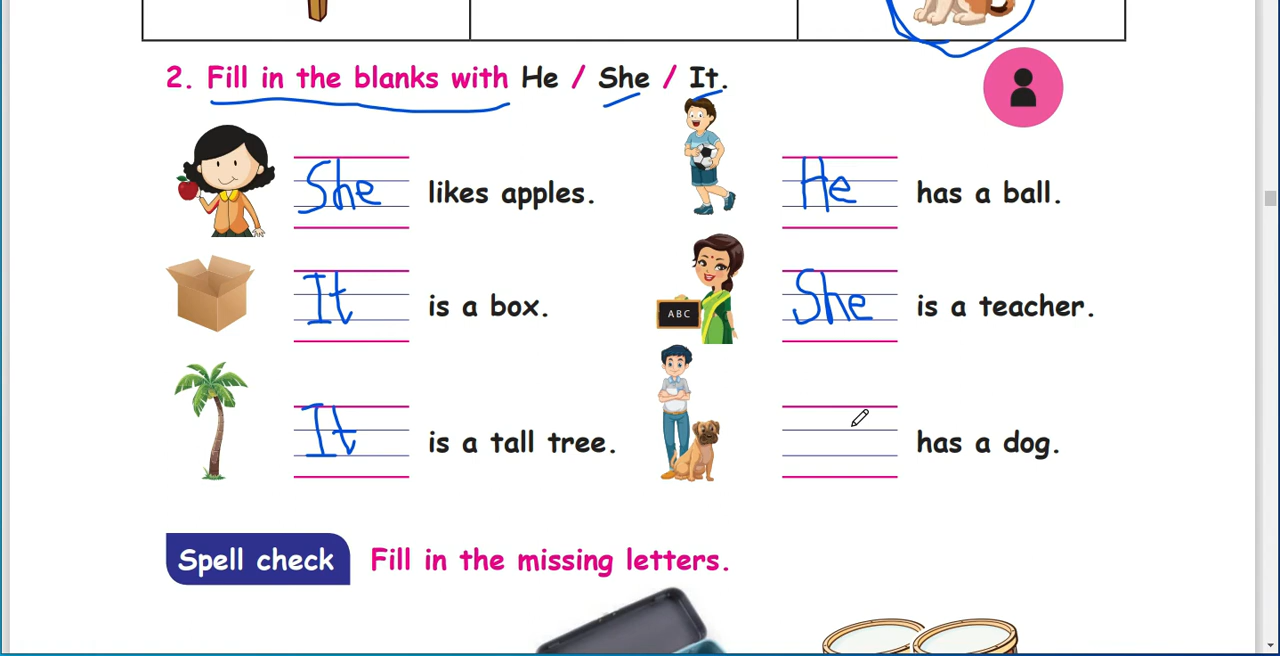 2. Fill in the blanks with He / She / It.
She likes apples.
He has a ball.
It is a box.
ABC
She is a teacher.
It is a tall tree.
has a dog.
Spell check Fill in the missing letters.